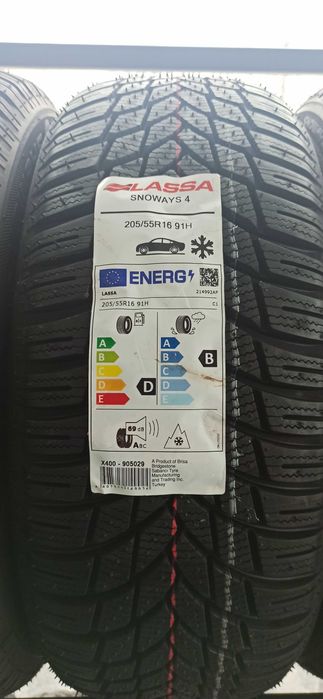 LASSA
SNOWAYS 4
205/55R16 91H
ENERG
LASSA
214992AF
205/55R16 91H
C1
A
B
C
D
E
D
A
B
C
D
E
B
69 dB
ABC
X400 - 905029
A Product of Brisa
Bridgestone
Sabancı Tyre
Manufacturing
and Trading Inc.
Turkey